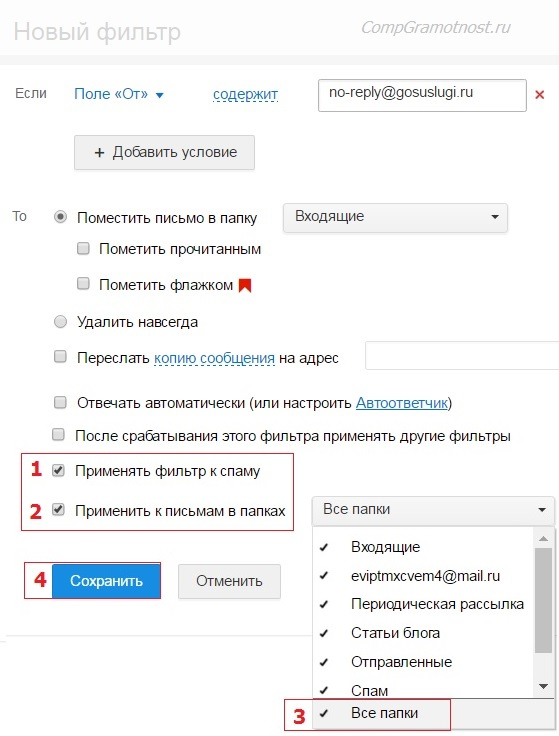 Новый фильтр
CompGramotnost.ru
Если Поле «От» содержит no-reply@gosuslugi.ru
+ Добавить условие
То Поместить письмо в папку Входящие
Пометить прочитанным
Пометить флажком
Удалить навсегда
Переслать копию сообщения на адрес
Отвечать автоматически (или настроить Автоответчик)
После срабатывания этого фильтра применять другие фильтры
1 Применять фильтр к спаму
2 Применить к письмам в папках Все папки
Входящие
4 Сохранить Отменить
eviptmxcvem4@mail.ru
Периодическая рассылка
Статьи блога
Отправленные
Спам
3 Все папки